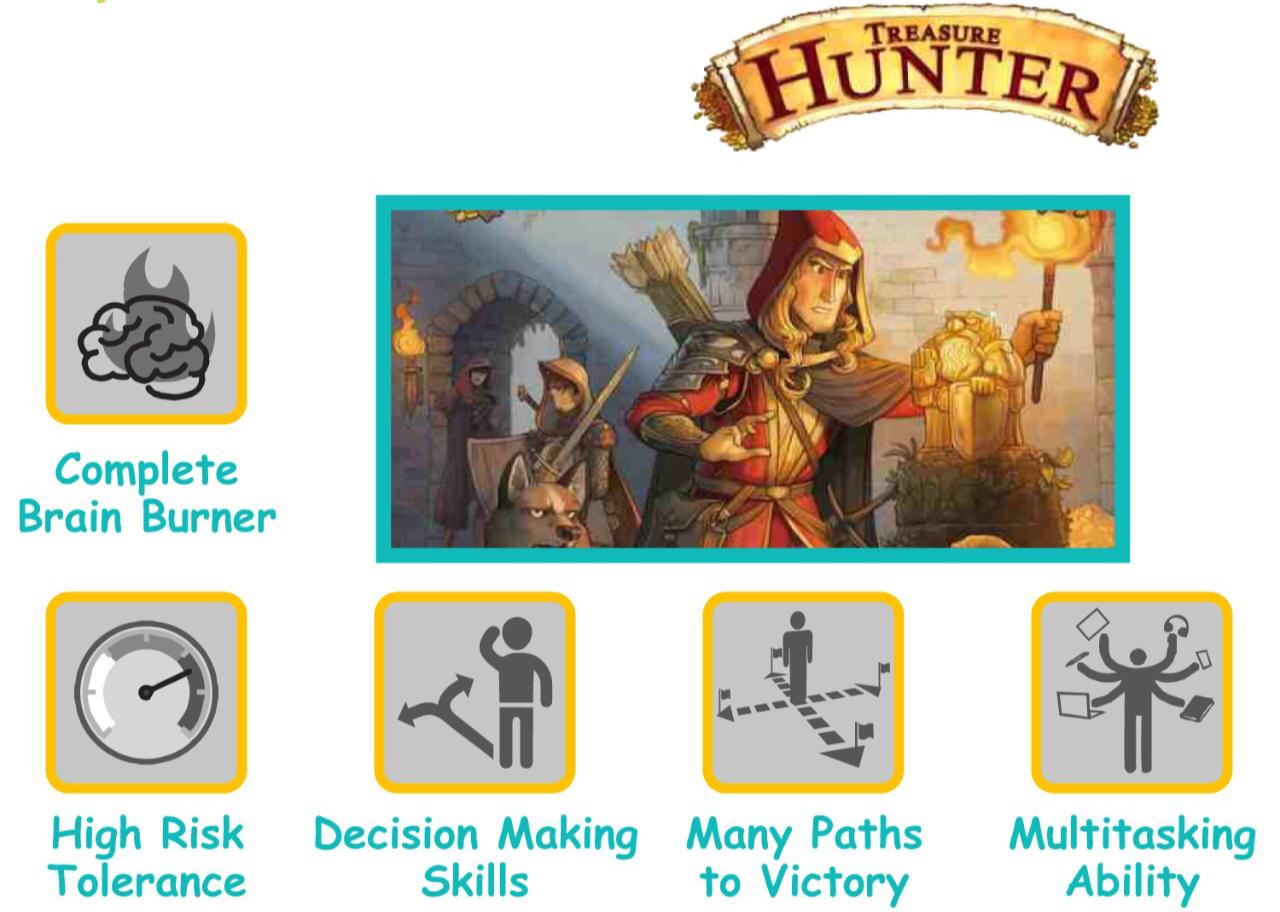 TREASURE
HUNTER
Complete
Brain Burner
High Risk
Tolerance
Decision Making
Skills
Many Paths
to Victory
Multitasking
Ability